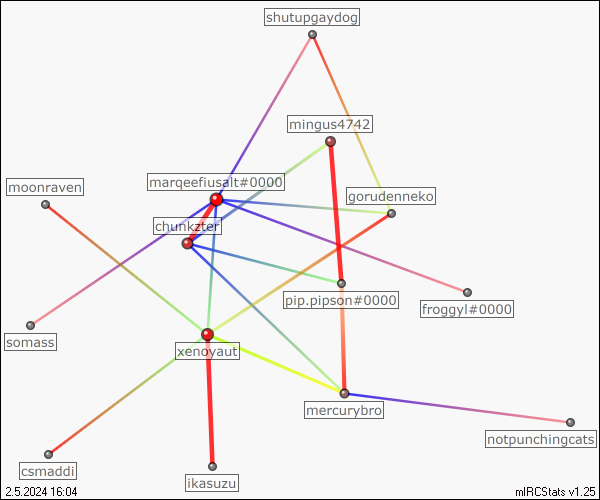 shutupgaydog
mingus4742
marqeefiusalt#0000
moonraven
gorudenneko
chunkzter
pip.pipson#0000
froggyl#0000
somass
xenoyaut
mercurybro
notpunchingcats
csmaddi
ikasuzu
2.5.2024 16:04
mIRCStats v1.25